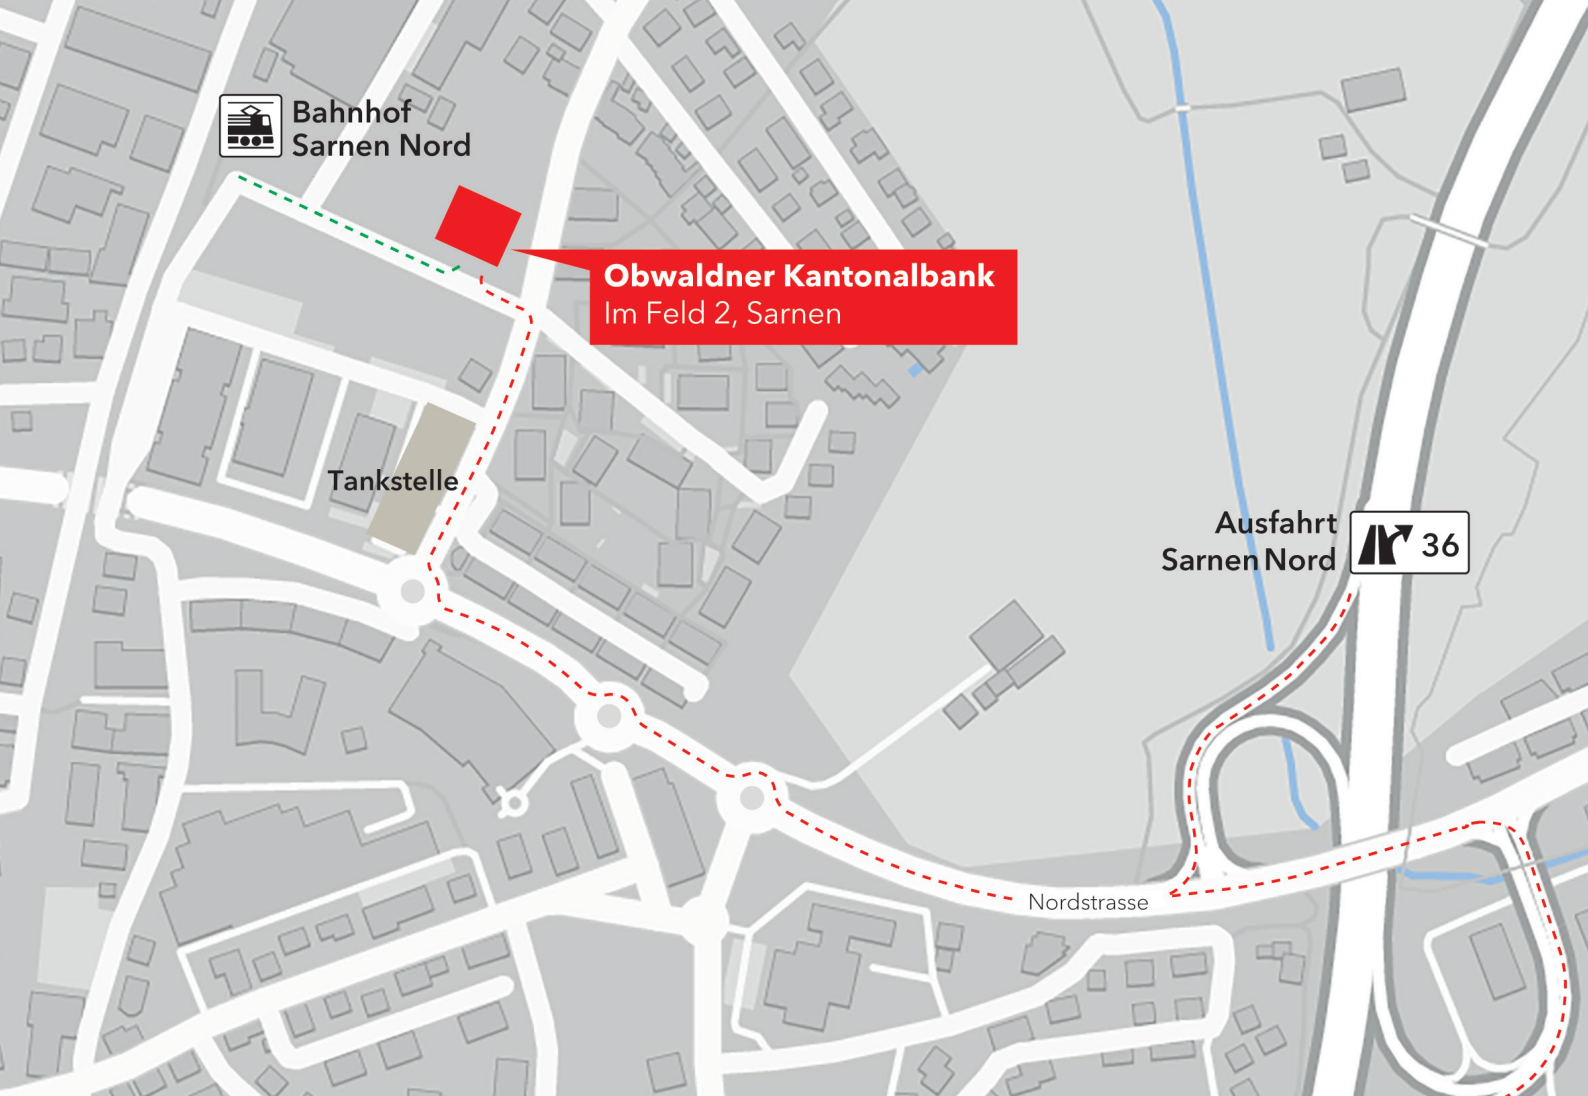 Bahnhof
Sarnen Nord
Obwaldner Kantonalbank
Im Feld 2, Sarnen
Tankstelle
Ausfahrt
Sarnen Nord
36
Nordstrasse